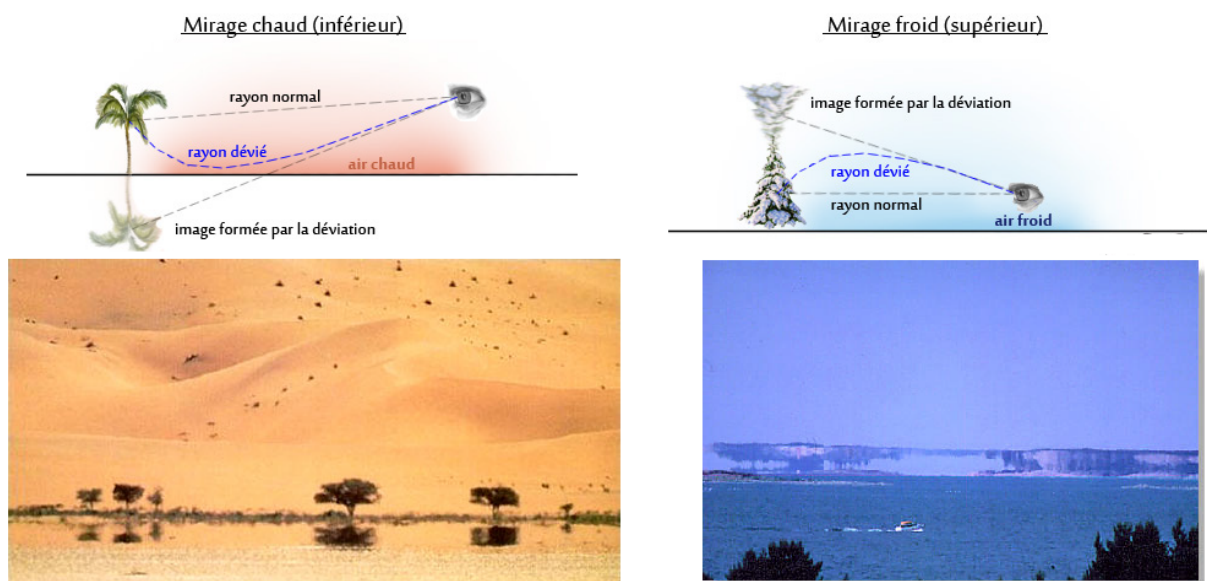 Mirage chaud (inférieur)
rayon normal
rayon dévié
air chaud
image formée par la déviation
Mirage froid (supérieur)
image formée par la déviation
rayon dévié
rayon normal
air froid